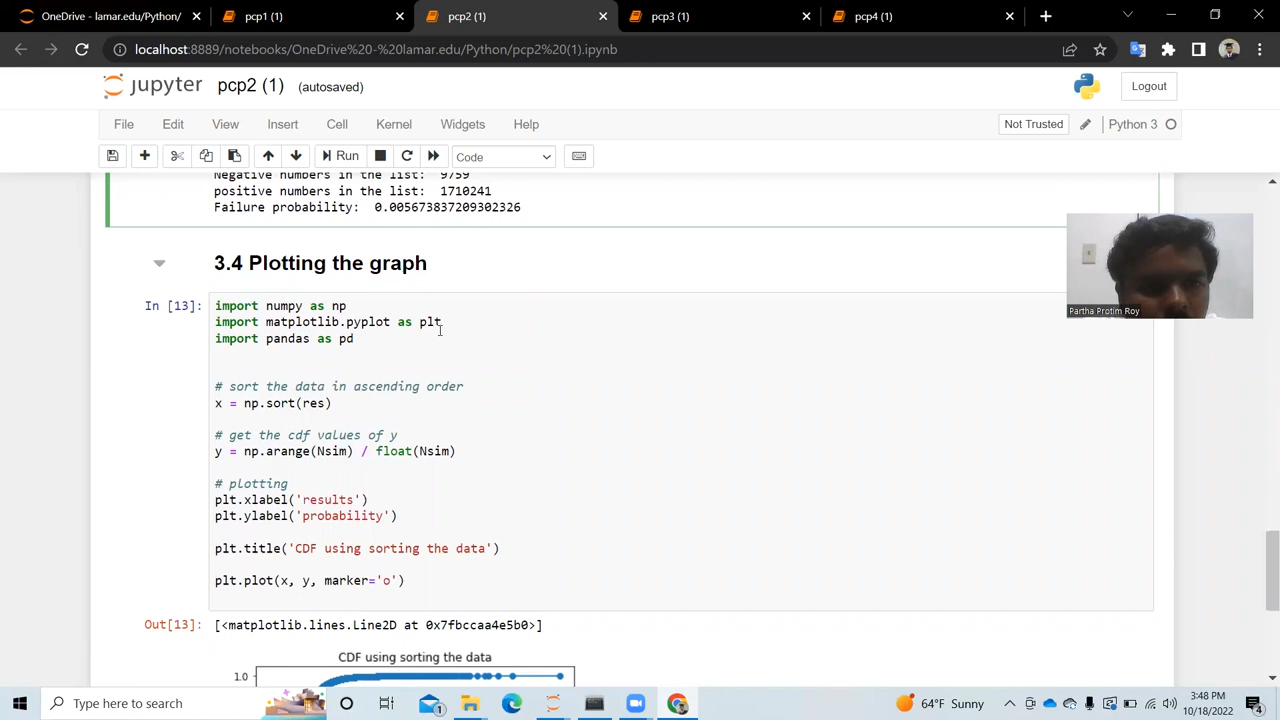 OneDrive - lamar.edu/Python/
pcp1 (1)
pcp2 (1)
pcp3 (1)
pcp4 (1)
localhost:8889/notebooks/OneDrive%20-%20lamar.edu/Python/pcp2%20(1).ipynb
jupyter pcp2 (1) (autosaved)
Logout
File Edit View Insert Cell Kernel Widgets Help
Not Trusted
Python 3
Run
Code
Negative numbers in the list: 9759
positive numbers in the list: 1710241
Failure probability: 0.005673837209302326
3.4 Plotting the graph
In [13]:
import numpy as np
import matplotlib.pyplot as plt
import pandas as pd
# sort the data in ascending order
x = np.sort(res)
# get the cdf values of y
y = np.arange(Nsim) / float(Nsim)
# plotting
plt.xlabel('results')
plt.ylabel('probability')
plt.title('CDF using sorting the data')
plt.plot(x, y, marker='o')
Out[13]: [<matplotlib.lines.Line2D at 0x7fbccaa4e5b0>]
CDF using sorting the data
1.0
Partha Protim Roy
Type here to search
1
64°F Sunny
3:48 PM
10/18/2022
4